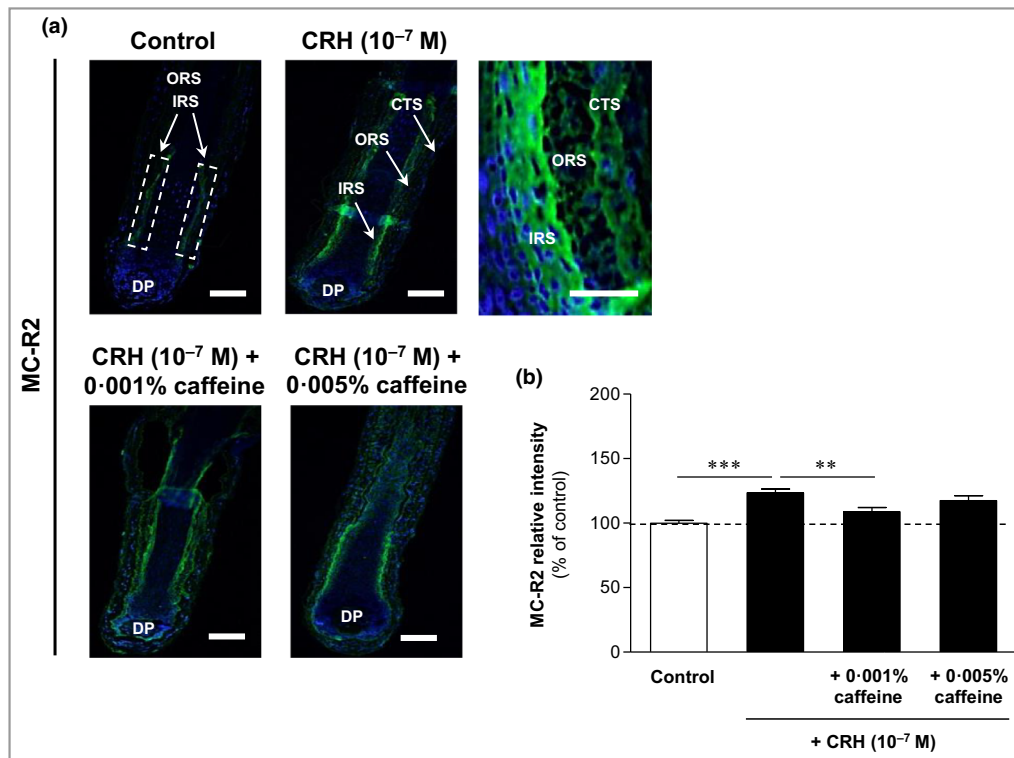 (a)
Control
CRH (10⁻⁷ M)
MC-R2
ORS
IRS
DP
CTS
ORS
IRS
DP
CTS
ORS
IRS
CRH (10⁻⁷ M) +
0·001% caffeine
CRH (10⁻⁷ M) +
0·005% caffeine
DP
DP
(b)
MC-R2 relative intensity
(% of control)
200
150
100
50
0
***
**
Control
+ 0·001%
caffeine
+ 0·005%
caffeine
+ CRH (10⁻⁷ M)